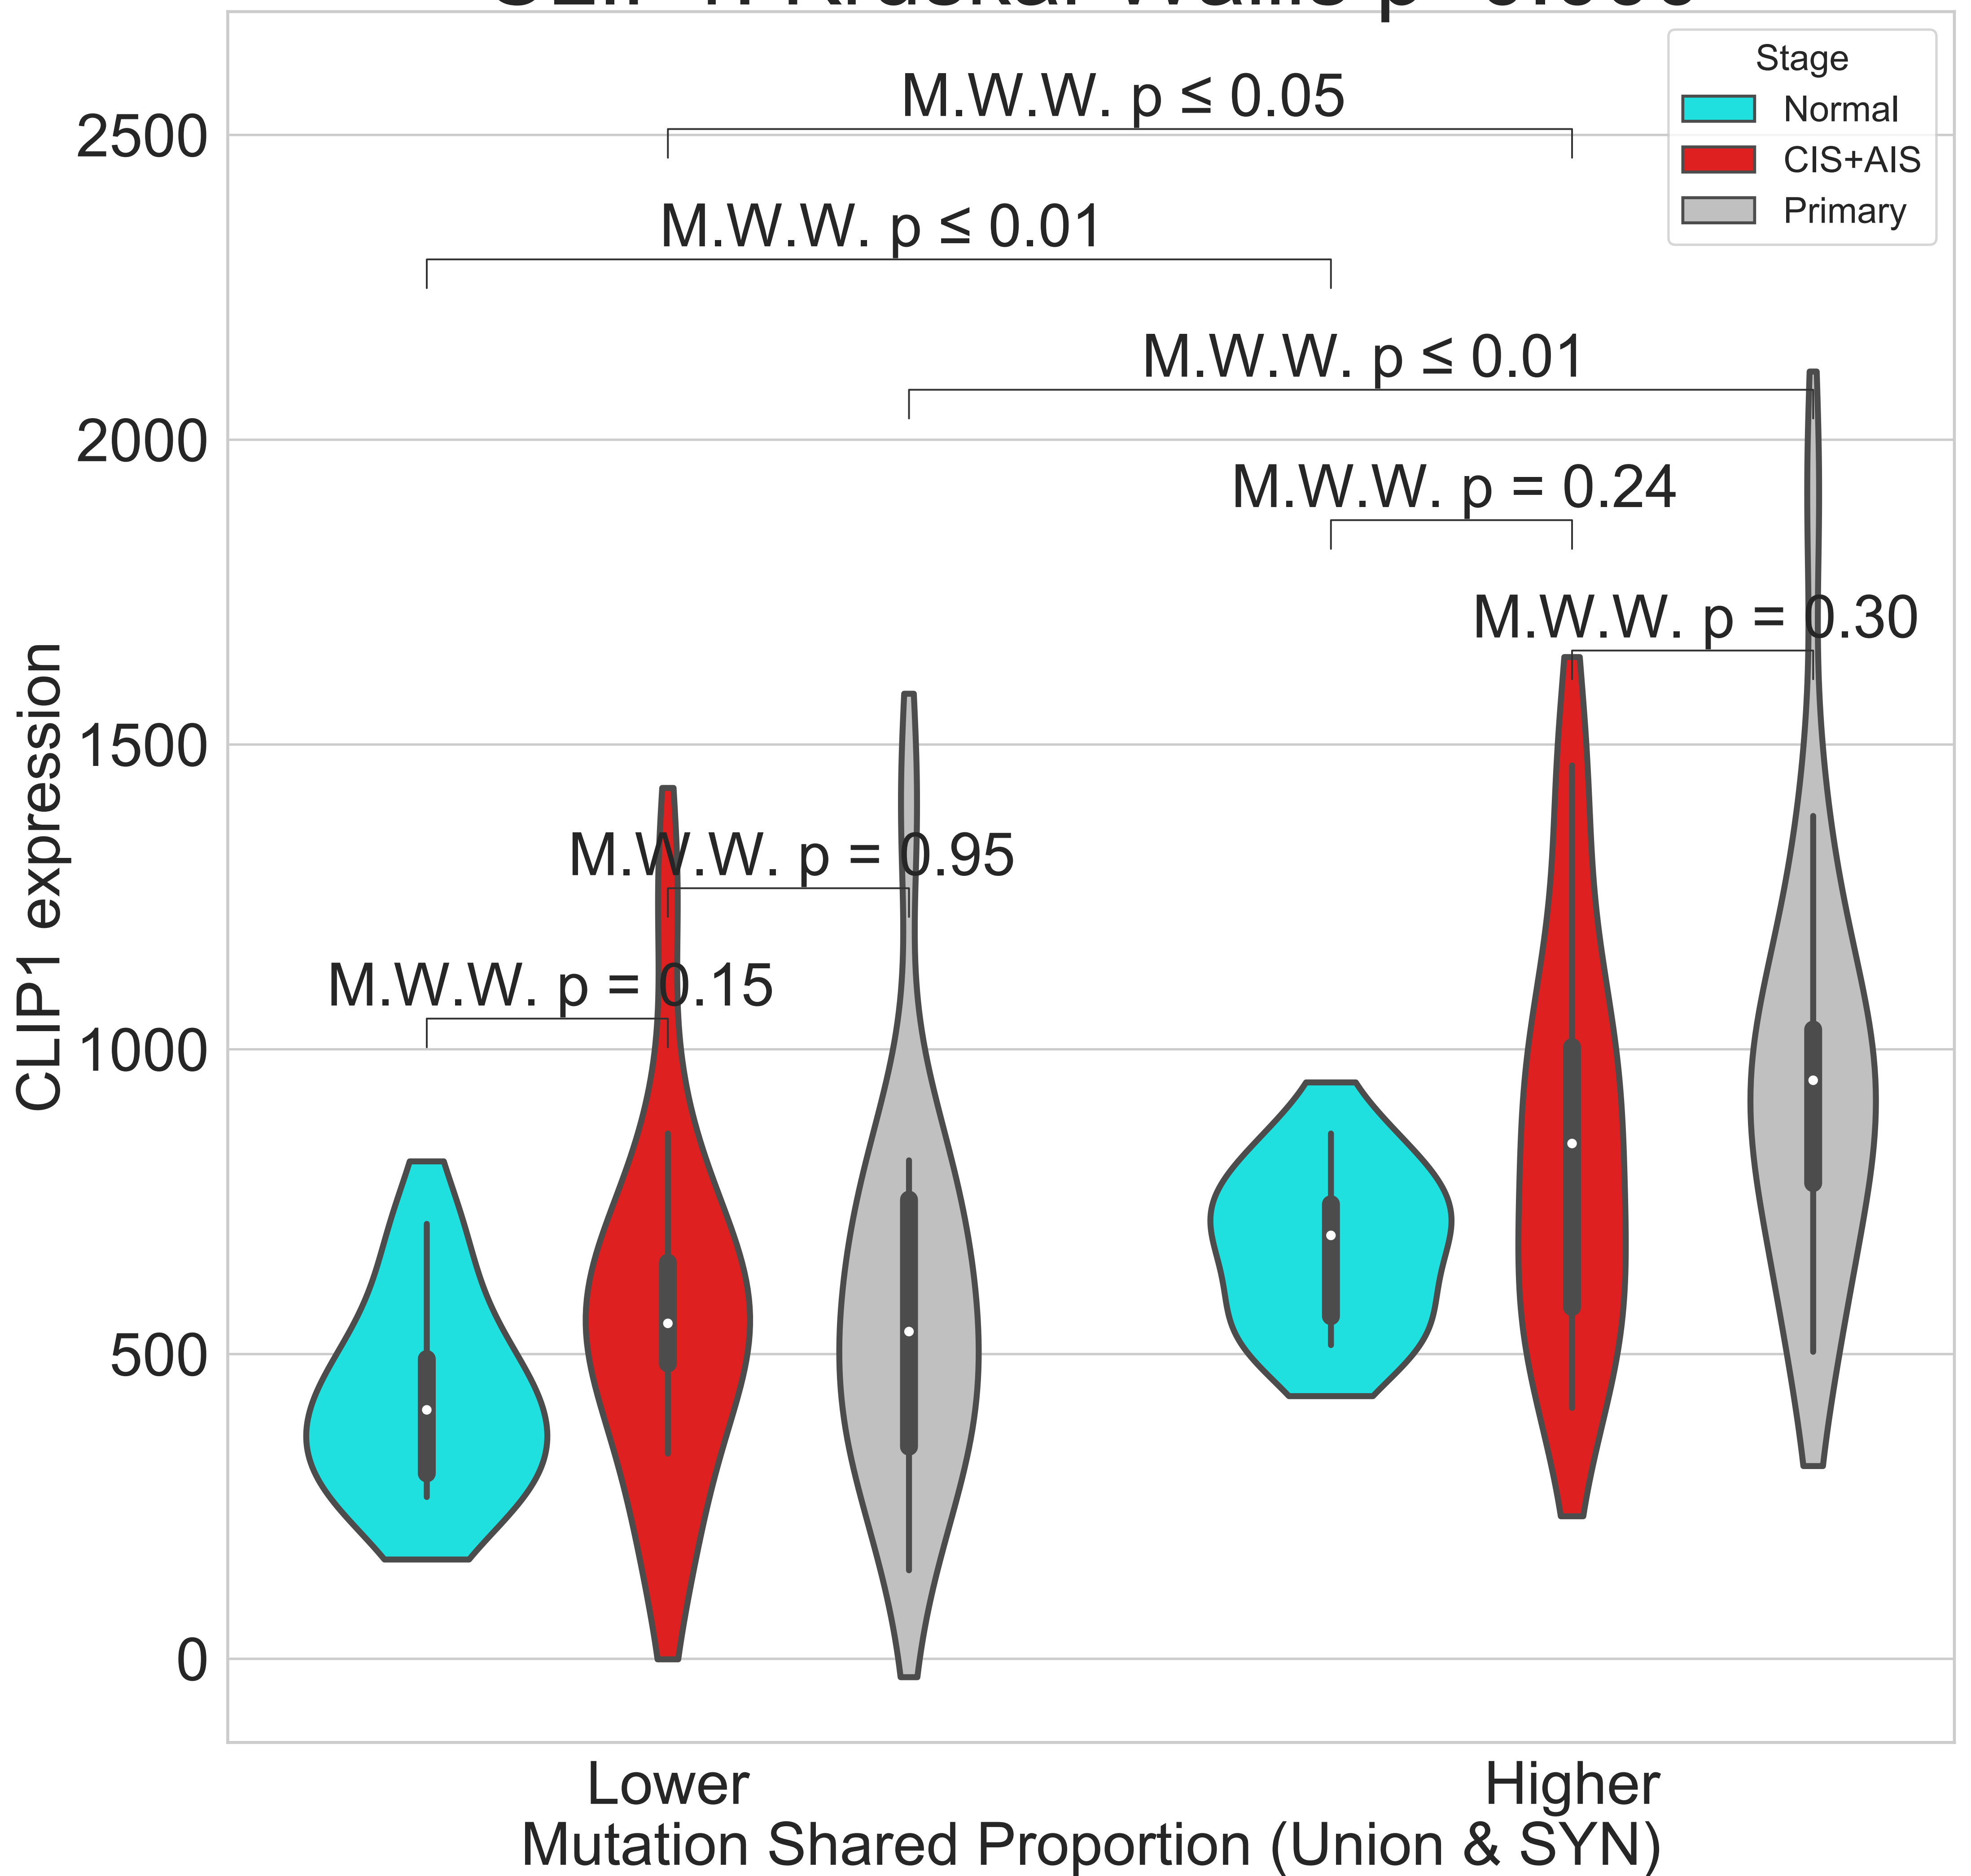 Stage
Normal
CIS+AIS
Primary
M.W.W. p ≤ 0.05
M.W.W. p ≤ 0.01
M.W.W. p ≤ 0.01
M.W.W. p = 0.24
M.W.W. p = 0.30
M.W.W. p = 0.95
M.W.W. p = 0.15
CLIP1 expression
2500
2000
1500
1000
500
0
Lower
Higher
Mutation Shared Proportion (Union & SYN)